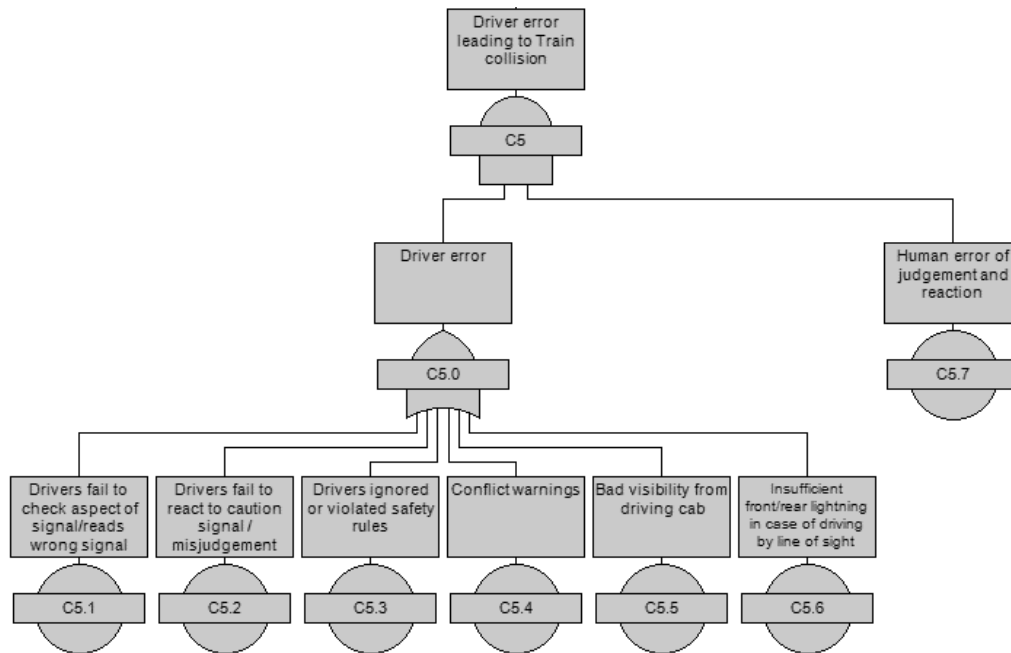 Driver error
leading to Train
collision
C5
Driver error
Human error of
judgement and
reaction
C5.0
C5.7
Drivers fail to
check aspect of
signal/reads
wrong signal
Drivers fail to
react to caution
signal /
misjudgement
Drivers ignored
or violated safety
rules
Conflict warnings
Bad visibility from
driving cab
Insufficient
front/rear lightning
in case of driving
by line of sight
C5.1
C5.2
C5.3
C5.4
C5.5
C5.6